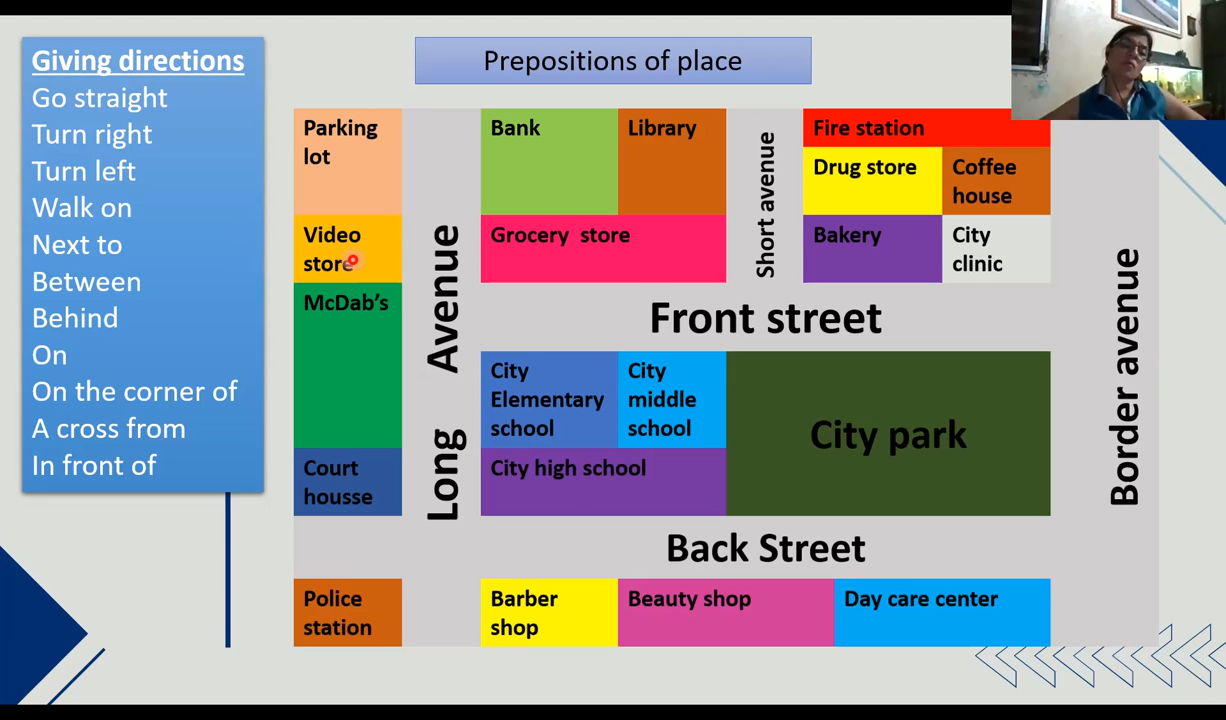 Giving directions
Go straight
Turn right
Turn left
Walk on
Next to
Between
Behind
On
On the corner of
A cross from
In front of
Prepositions of place
Parking
lot
Video
store
McDab's
Court
housse
Police
station
Long Avenue
Bank
Library
Grocery store
Short avenue
Fire station
Drug store
Coffee
house
Bakery
City
clinic
Front street
City
Elementary
school
City
middle
school
City high school
City park
Border avenue
Back Street
Barber
shop
Beauty shop
Day care center